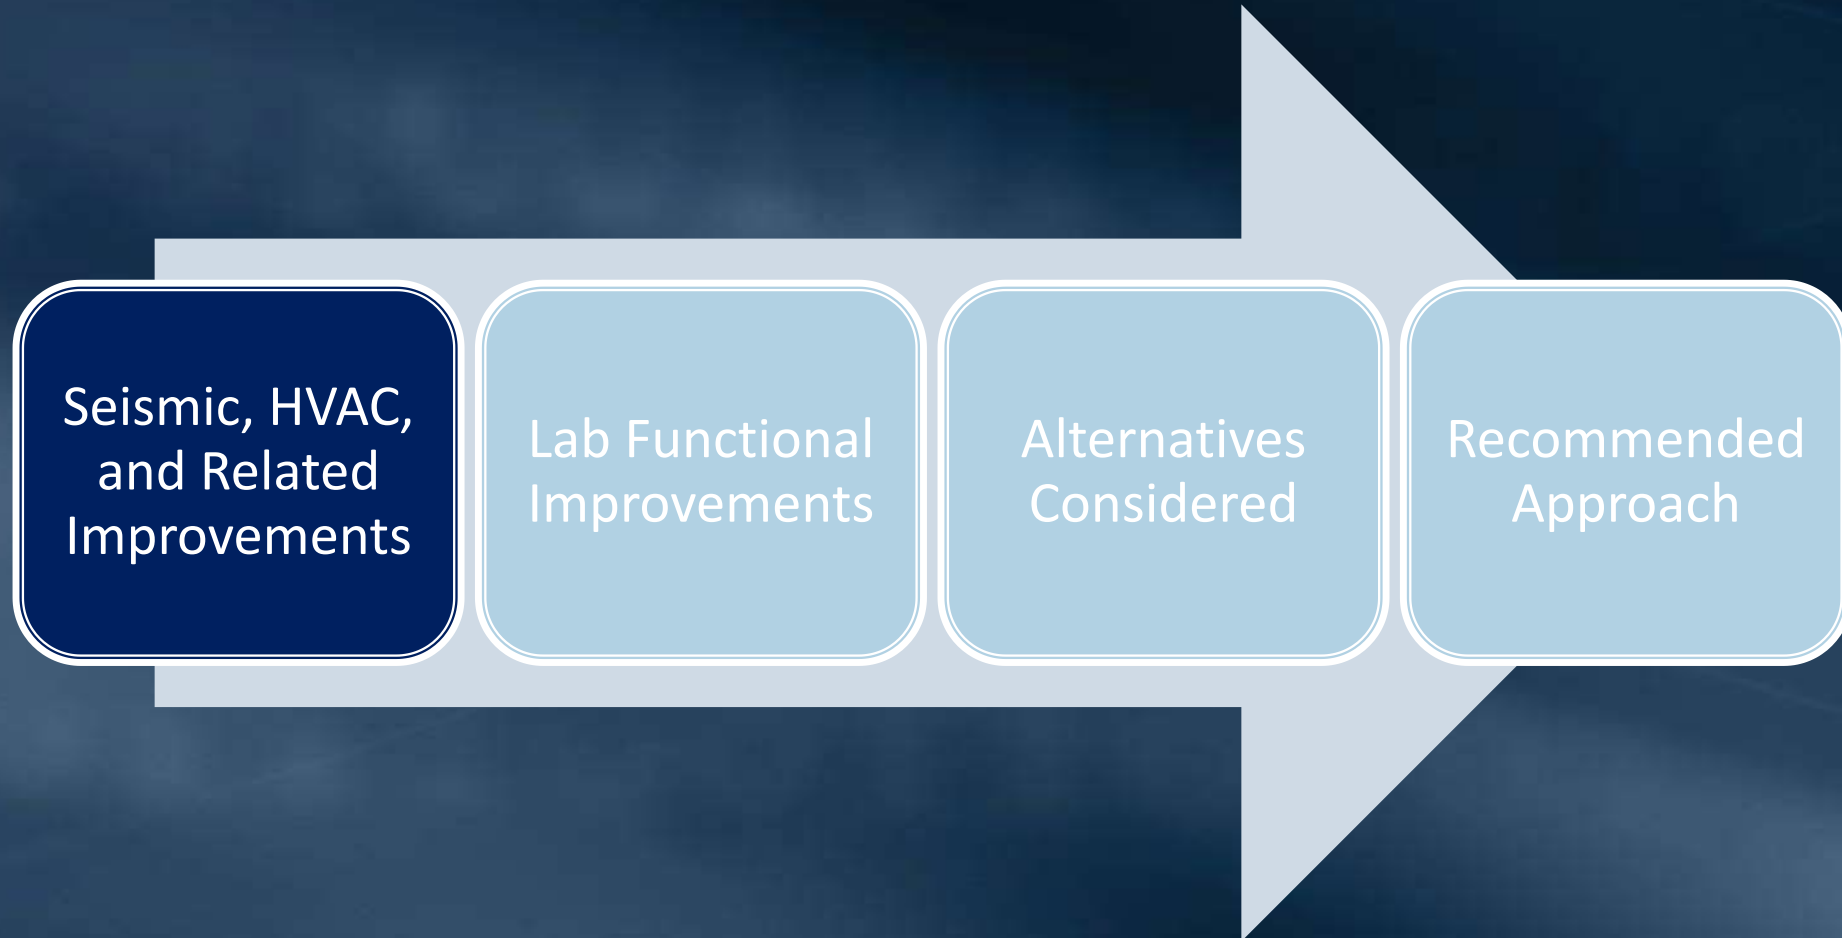 Seismic, HVAC,
and Related
Improvements
Lab Functional
Improvements
Alternatives
Considered
Recommended
Approach